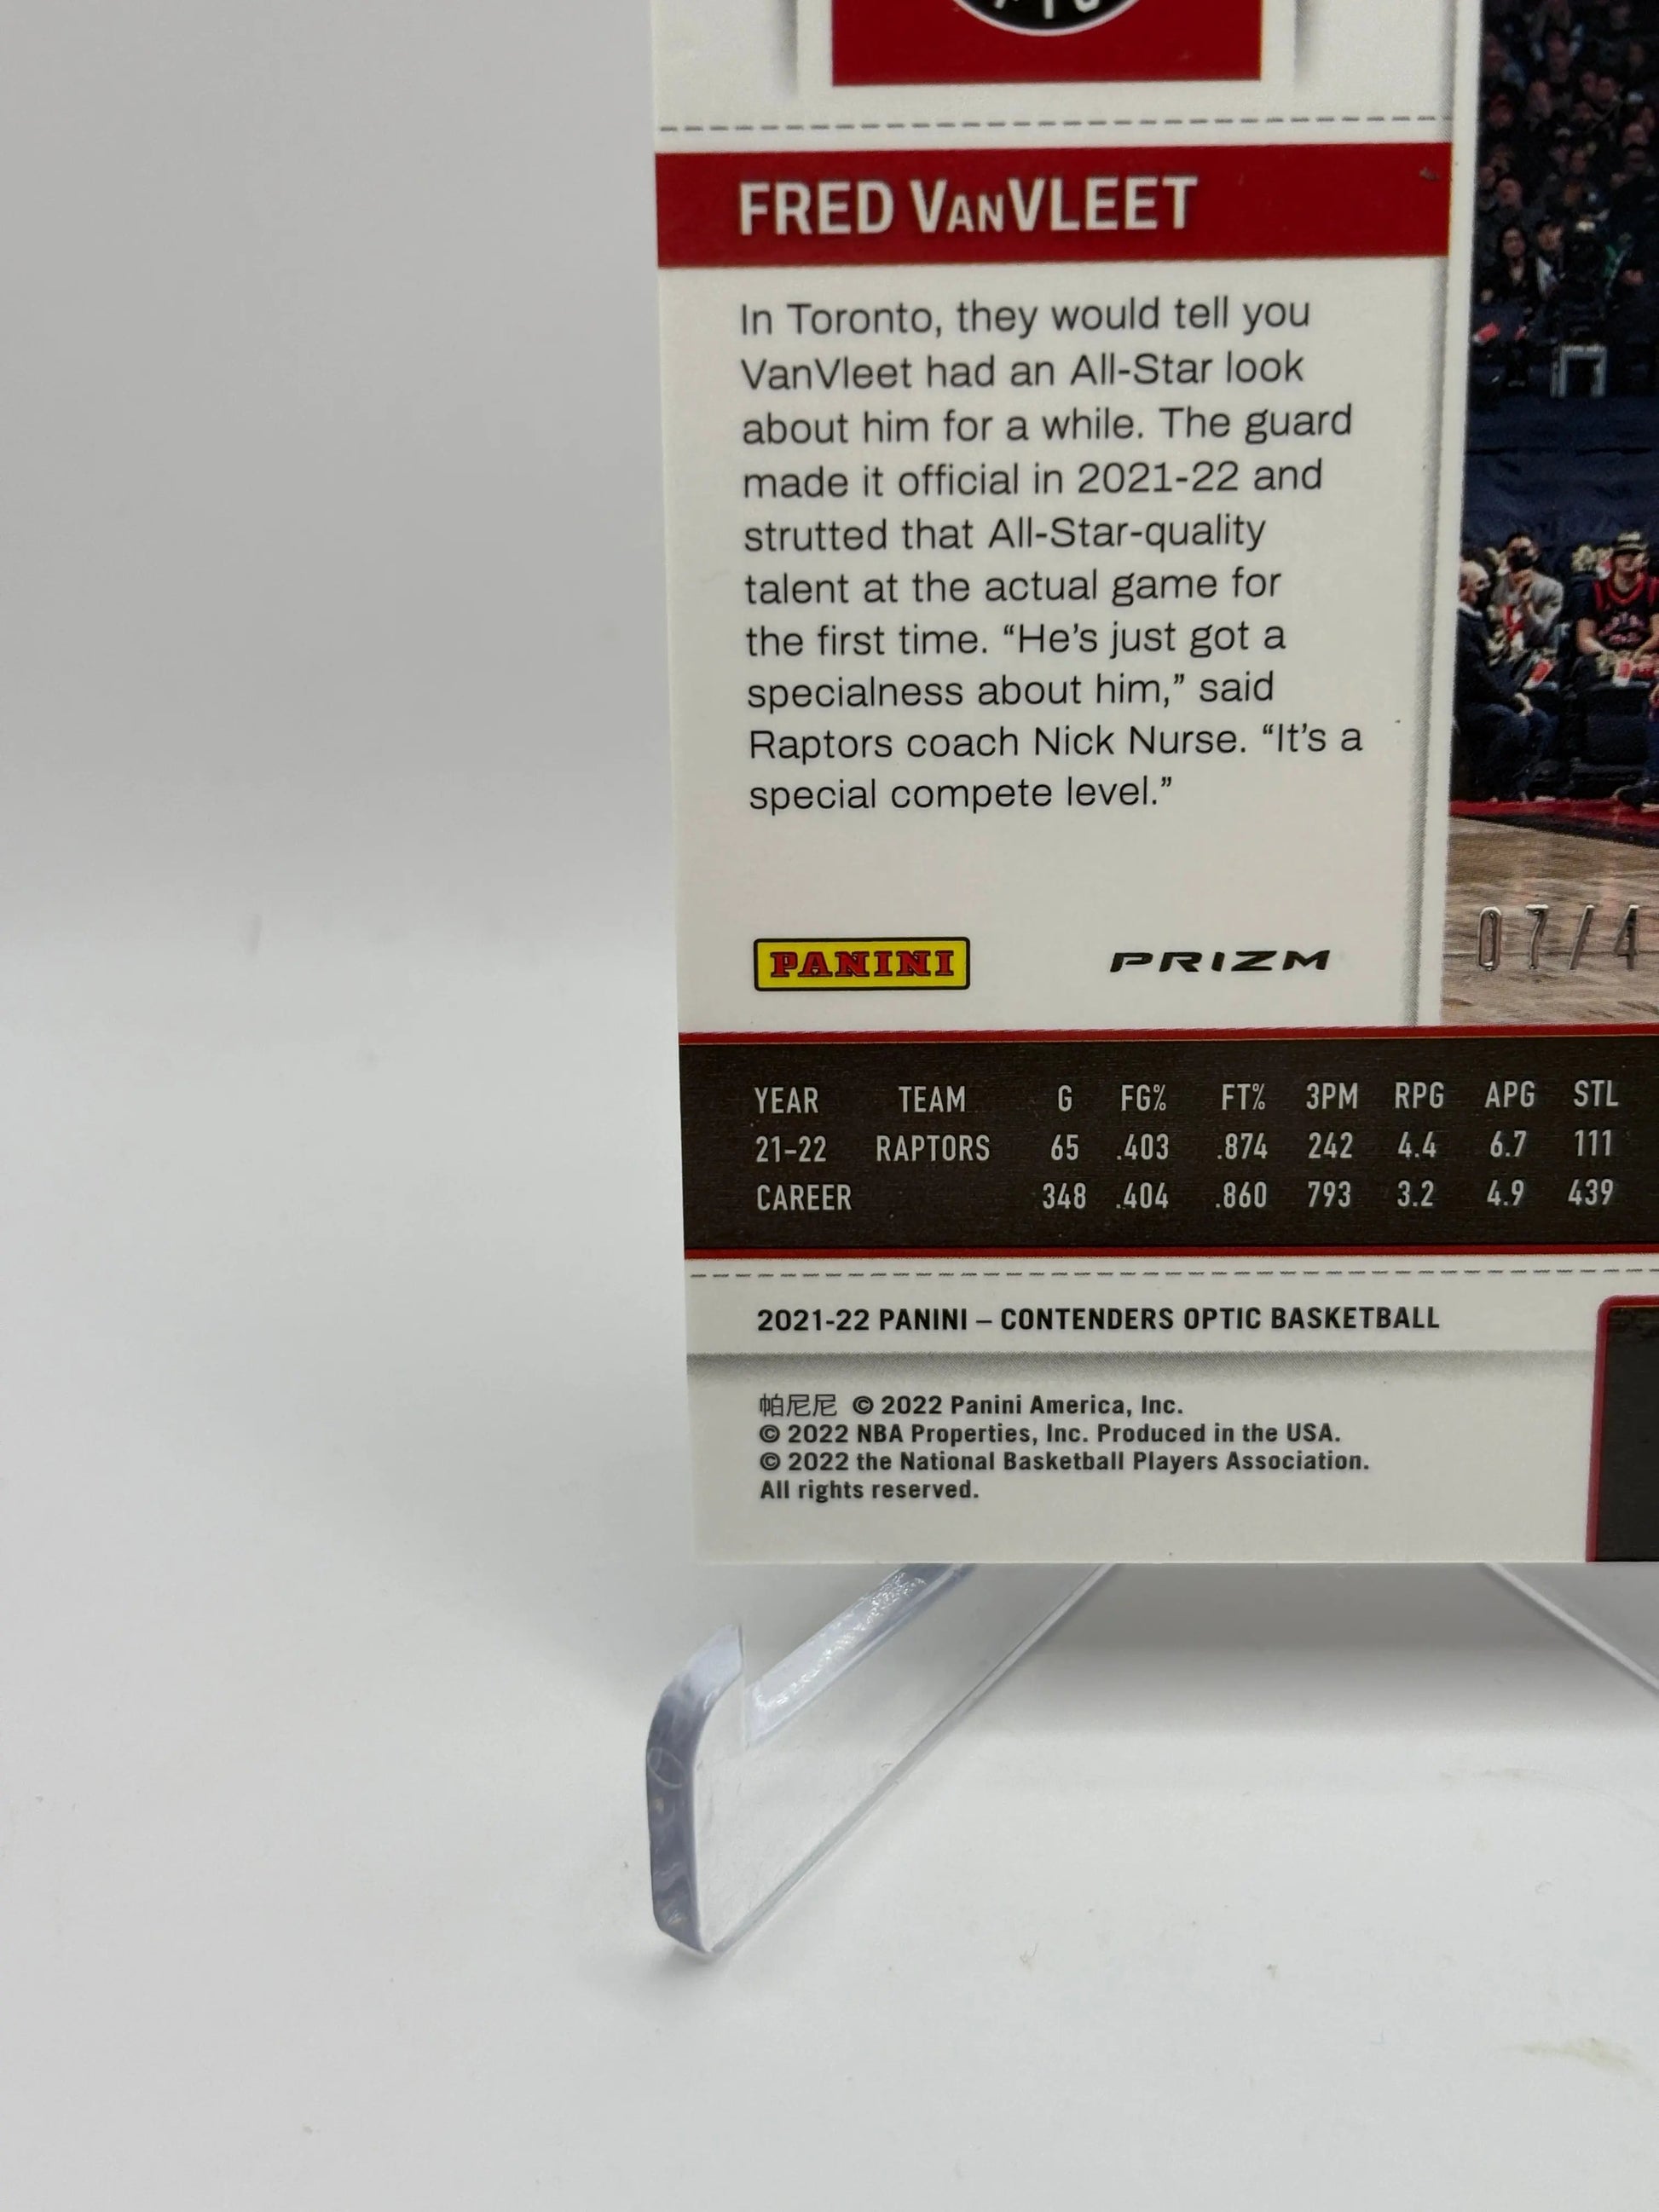 FRED VANVLEET
In Toronto, they would tell you
VanVleet had an All-Star look
about him for a while. The guard
made it official in 2021-22 and
strutted that All-Star-quality
talent at the actual game for
the first time. “He’s just got a
specialness about him,” said
Raptors coach Nick Nurse. “It’s a
special compete level.”
PANINI PRIZM
07/4
YEAR TEAM G FG% FT% 3PM RPG APG STL
21-22 RAPTORS 65 .403 .874 242 4.4 6.7 111
CAREER 348 .404 .860 793 3.2 4.9 439
2021-22 PANINI – CONTENDERS OPTIC BASKETBALL
帕尼尼 © 2022 Panini America, Inc.
© 2022 NBA Properties, Inc. Produced in the USA.
© 2022 the National Basketball Players Association.
All rights reserved.